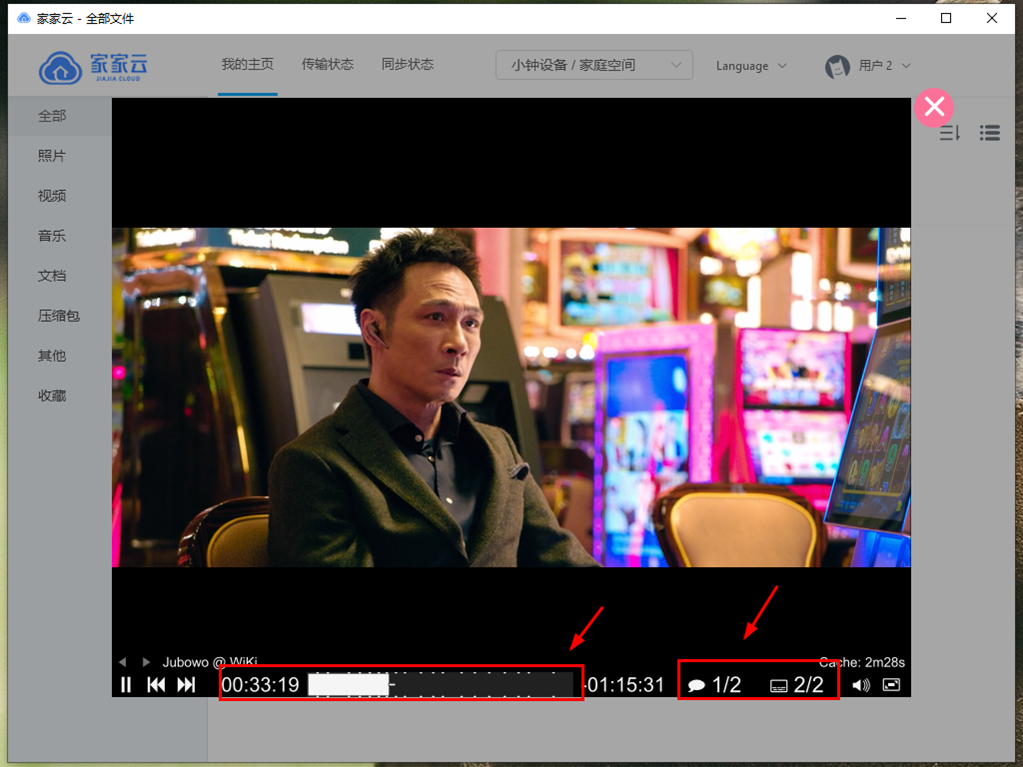 家家云 - 全部文件
家家云
JIAJIA CLOUD
我的主页 传输状态 同步状态 小钟设备 / 家庭空间 Language 用户 2
全部
照片
视频
音乐
文档
压缩包
其他
收藏
Ticket Redemption
Jubowo @ WiKi Cache: 2m28s
00:33:19 -01:15:31 1/2 2/2